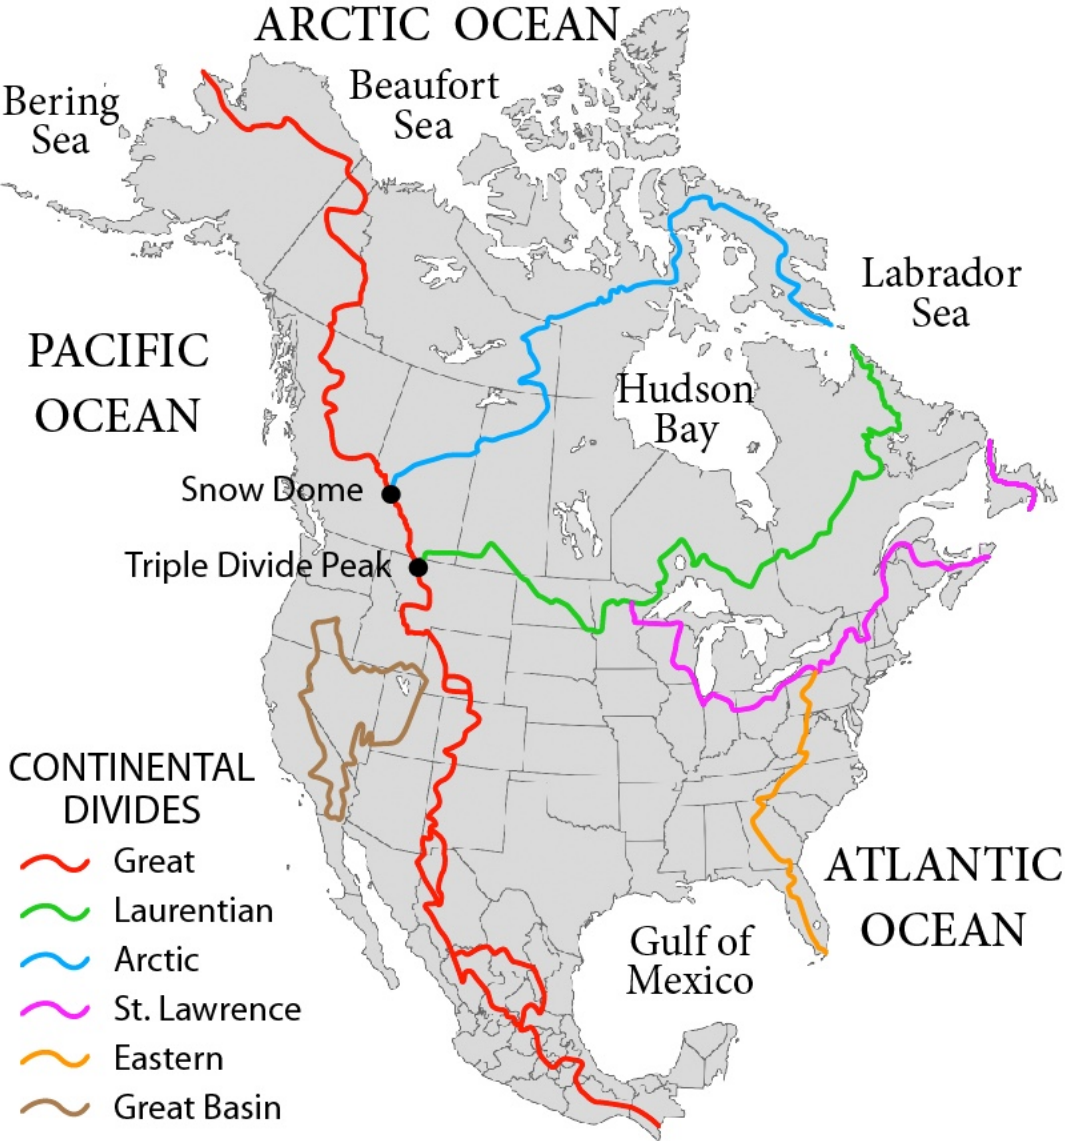 ARCTIC OCEAN
Bering
Sea
Beaufort
Sea
Labrador
Sea
PACIFIC
OCEAN
Hudson
Bay
Snow Dome
Triple Divide Peak
CONTINENTAL
DIVIDES
Great
Laurentian
Arctic
St. Lawrence
Eastern
Great Basin
ATLANTIC
OCEAN
Gulf of
Mexico